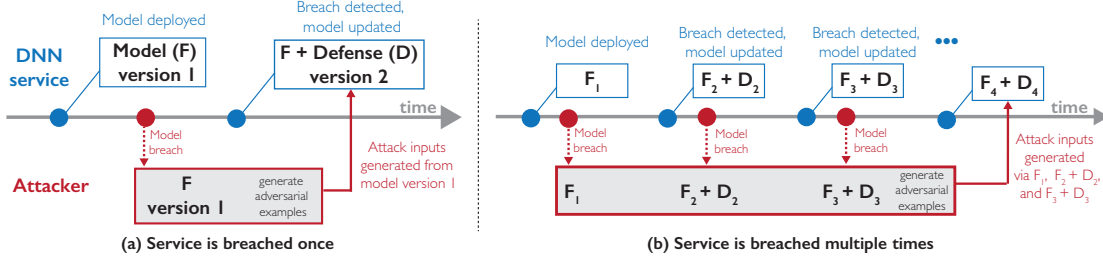 Model deployed
Breach detected,
model updated
DNN
service
Model (F)
version 1
F + Defense (D)
version 2
time
Model
breach
Attack inputs
generated from
model version 1
Attacker
F
version 1
generate
adversarial
examples
(a) Service is breached once
Model deployed
Breach detected,
model updated
Breach detected,
model updated
•••
F₁
F₂ + D₂
F₃ + D₃
F₄ + D₄
time
Model
breach
Model
breach
Model
breach
Attack inputs
generated
via F₁, F₂ + D₂,
and F₃ + D₃
F₁
F₂ + D₂
F₃ + D₃
generate
adversarial
examples
(b) Service is breached multiple times